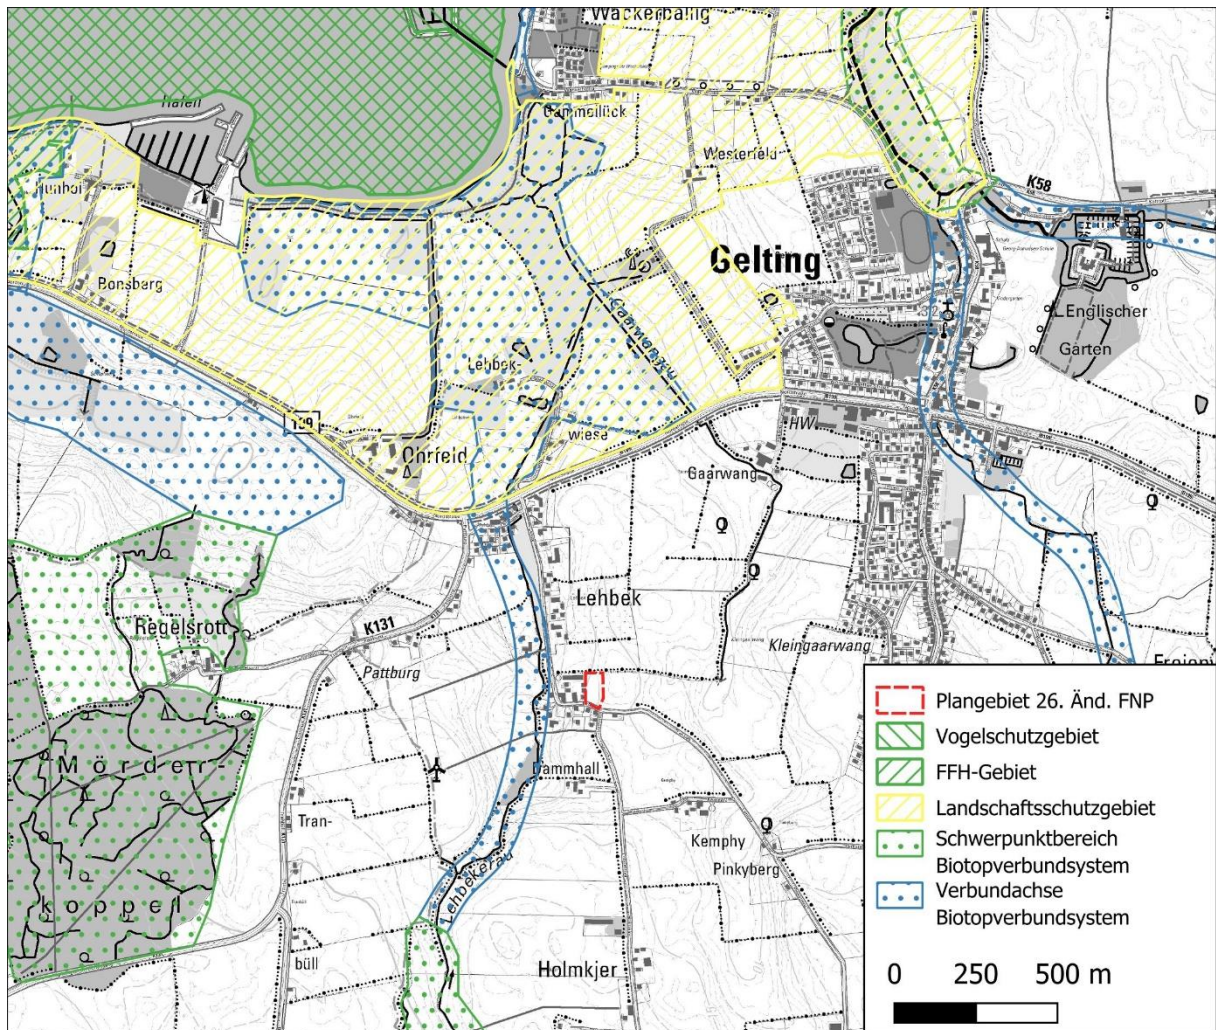 Wackerballig
Hafen
Gammellück
Westerfeld
K58
Gelting
Bonsberg
Englischer
Garten
Lehbek-
wiese
199
Ohrfeld
HW
Gaarwang
Lehbek
Regelsrott
K131
Pattburg
Kleingaarwang
Mörder
Dammhall
Tran-
Kemphy
Pinkyberg
koppel
Lehbekerau
büll
Holmkjer
Plangebiet 26. Änd. FNP
Vogelschutzgebiet
FFH-Gebiet
Landschaftsschutzgebiet
Schwerpunktbereich
Biotopverbundsystem
Verbundachse
Biotopverbundsystem
0 250 500 m